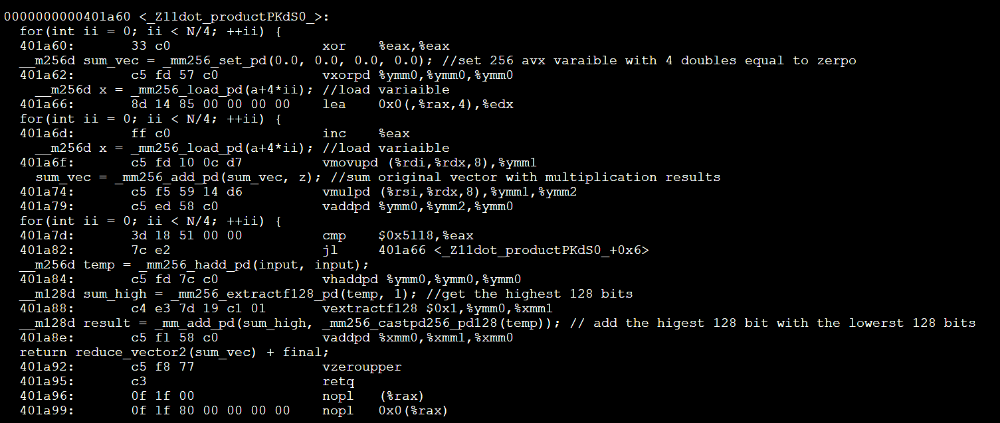 0000000000401a60 <_Z11dot_productPKdS0_>:
for(int ii = 0; ii < N/4; ++ii) {
401a60: 33 c0 xor %eax,%eax
__m256d sum_vec = _mm256_set_pd(0.0, 0.0, 0.0, 0.0); //set 256 avx varaible with 4 doubles equal to zerpo
401a62: c5 fd 57 c0 vxorpd %ymm0,%ymm0,%ymm0
__m256d x = _mm256_load_pd(a+4*ii); //load variaible
401a66: 8d 14 85 00 00 00 00 lea 0x0(,%rax,4),%edx
for(int ii = 0; ii < N/4; ++ii) {
401a6d: ff c0 inc %eax
__m256d x = _mm256_load_pd(a+4*ii); //load variaible
401a6f: c5 fd 10 0c d7 vmovupd (%rdi,%rdx,8),%ymm1
sum_vec = _mm256_add_pd(sum_vec, z); //sum original vector with multiplication results
401a74: c5 f5 59 14 d6 vmulpd (%rsi,%rdx,8),%ymm1,%ymm2
401a79: c5 ed 58 c0 vaddpd %ymm0,%ymm2,%ymm0
for(int ii = 0; ii < N/4; ++ii) {
401a7d: 3d 18 51 00 00 cmp $0x5118,%eax
401a82: 7c e2 jl 401a66 <_Z11dot_productPKdS0_+0x6>
__m256d temp = _mm256_hadd_pd(input, input);
401a84: c5 fd 7c c0 vhaddpd %ymm0,%ymm0,%ymm0
__m128d sum_high = _mm256_extractf128_pd(temp, 1); //get the highest 128 bits
401a88: c4 e3 7d 19 c1 01 vextractf128 $0x1,%ymm0,%xmm1
__m128d result = _mm_add_pd(sum_high, _mm256_castpd256_pd128(temp)); // add the higest 128 bit with the lowerst 128 bits
401a8e: c5 f1 58 c0 vaddpd %xmm0,%xmm1,%xmm0
return reduce_vector2(sum_vec) + final;
401a92: c5 f8 77 vzeroupper
401a95: c3 retq
401a96: 0f 1f 00 nopl (%rax)
401a99: 0f 1f 80 00 00 00 00 nopl 0x0(%rax)